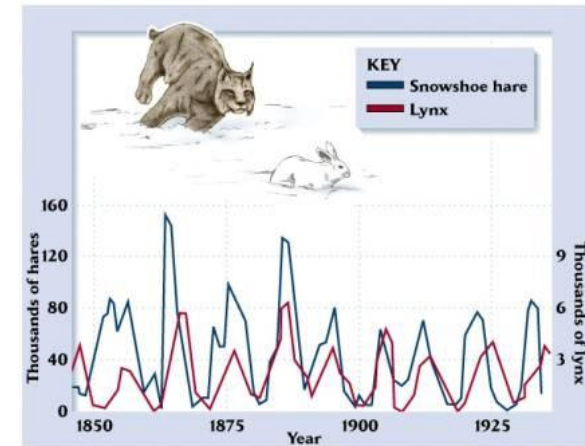 KEY
Snowshoe hare
Lynx
160
120
80
40
0
Thousands of hares
9
6
3
Thousands of lynx
1850
1875
1900
1925
Year